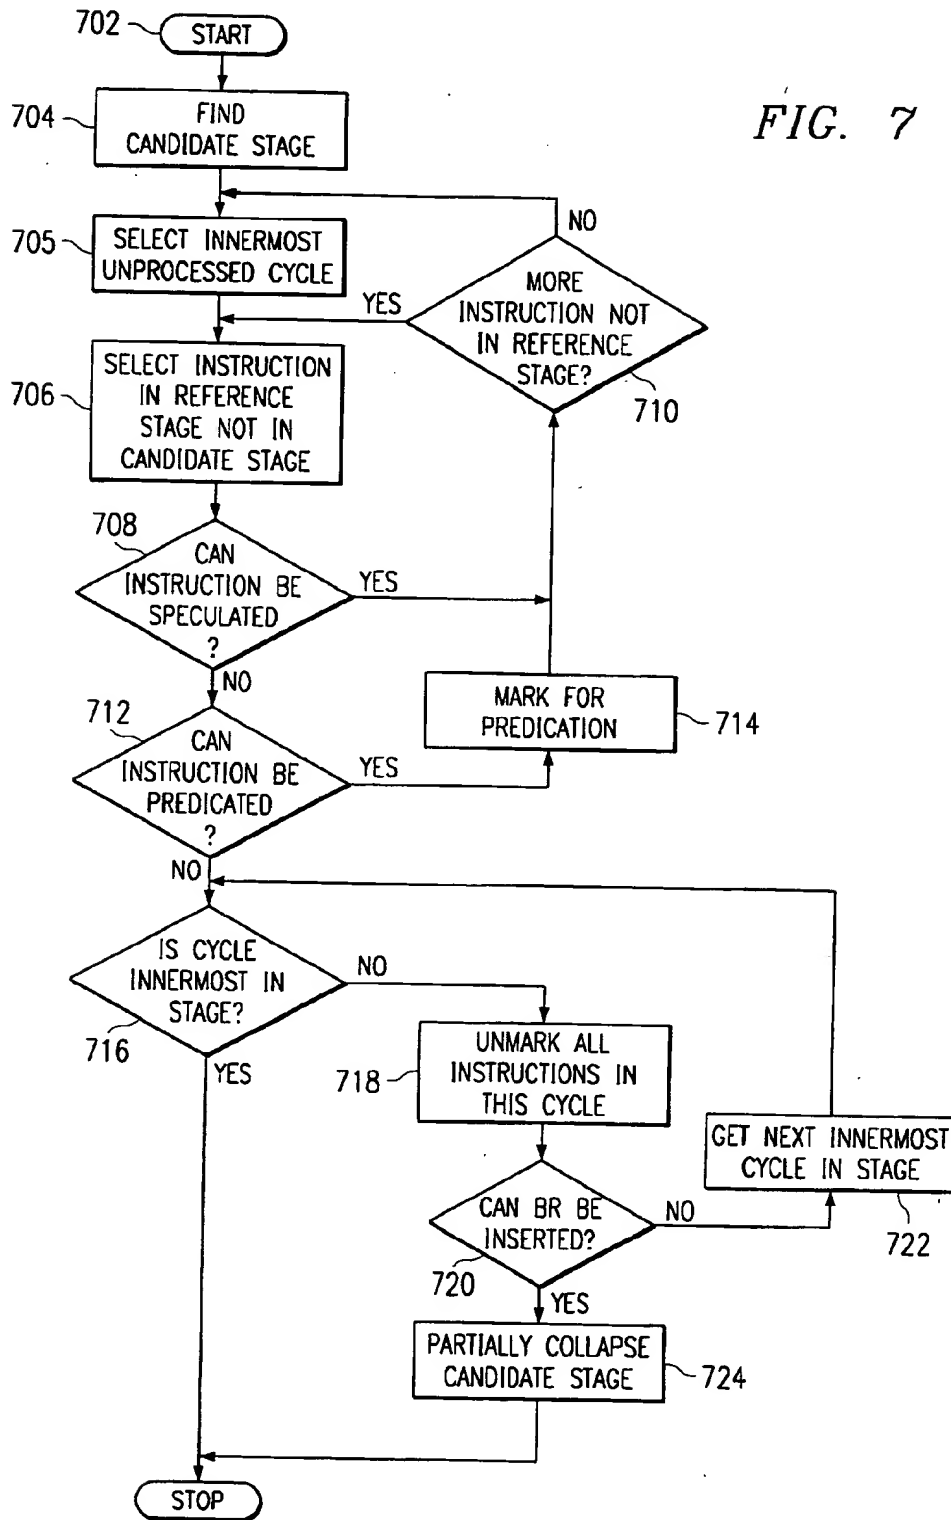 702
START
704
FIND
CANDIDATE STAGE
FIG. 7
705
SELECT INNERMOST
UNPROCESSED CYCLE
NO
MORE
INSTRUCTION NOT
IN REFERENCE
STAGE?
710
YES
706
SELECT INSTRUCTION
IN REFERENCE
STAGE NOT IN
CANDIDATE STAGE
708
CAN
INSTRUCTION BE
SPECULATED
?
YES
NO
712
CAN
INSTRUCTION BE
PREDICATED
?
YES
MARK FOR
PREDICATION
714
NO
IS CYCLE
INNERMOST IN
STAGE?
716
NO
YES
718
UNMARK ALL
INSTRUCTIONS IN
THIS CYCLE
GET NEXT INNERMOST
CYCLE IN STAGE
722
CAN BR BE
INSERTED?
720
NO
YES
PARTIALLY COLLAPSE
CANDIDATE STAGE
724
STOP